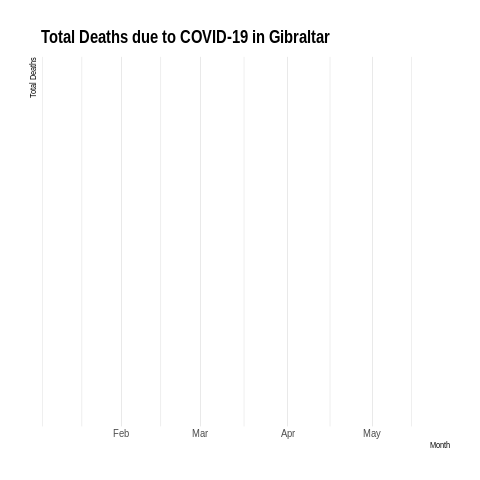 Total Deaths due to COVID-19 in Gibraltar
Total Deaths
Feb Mar Apr May
Month